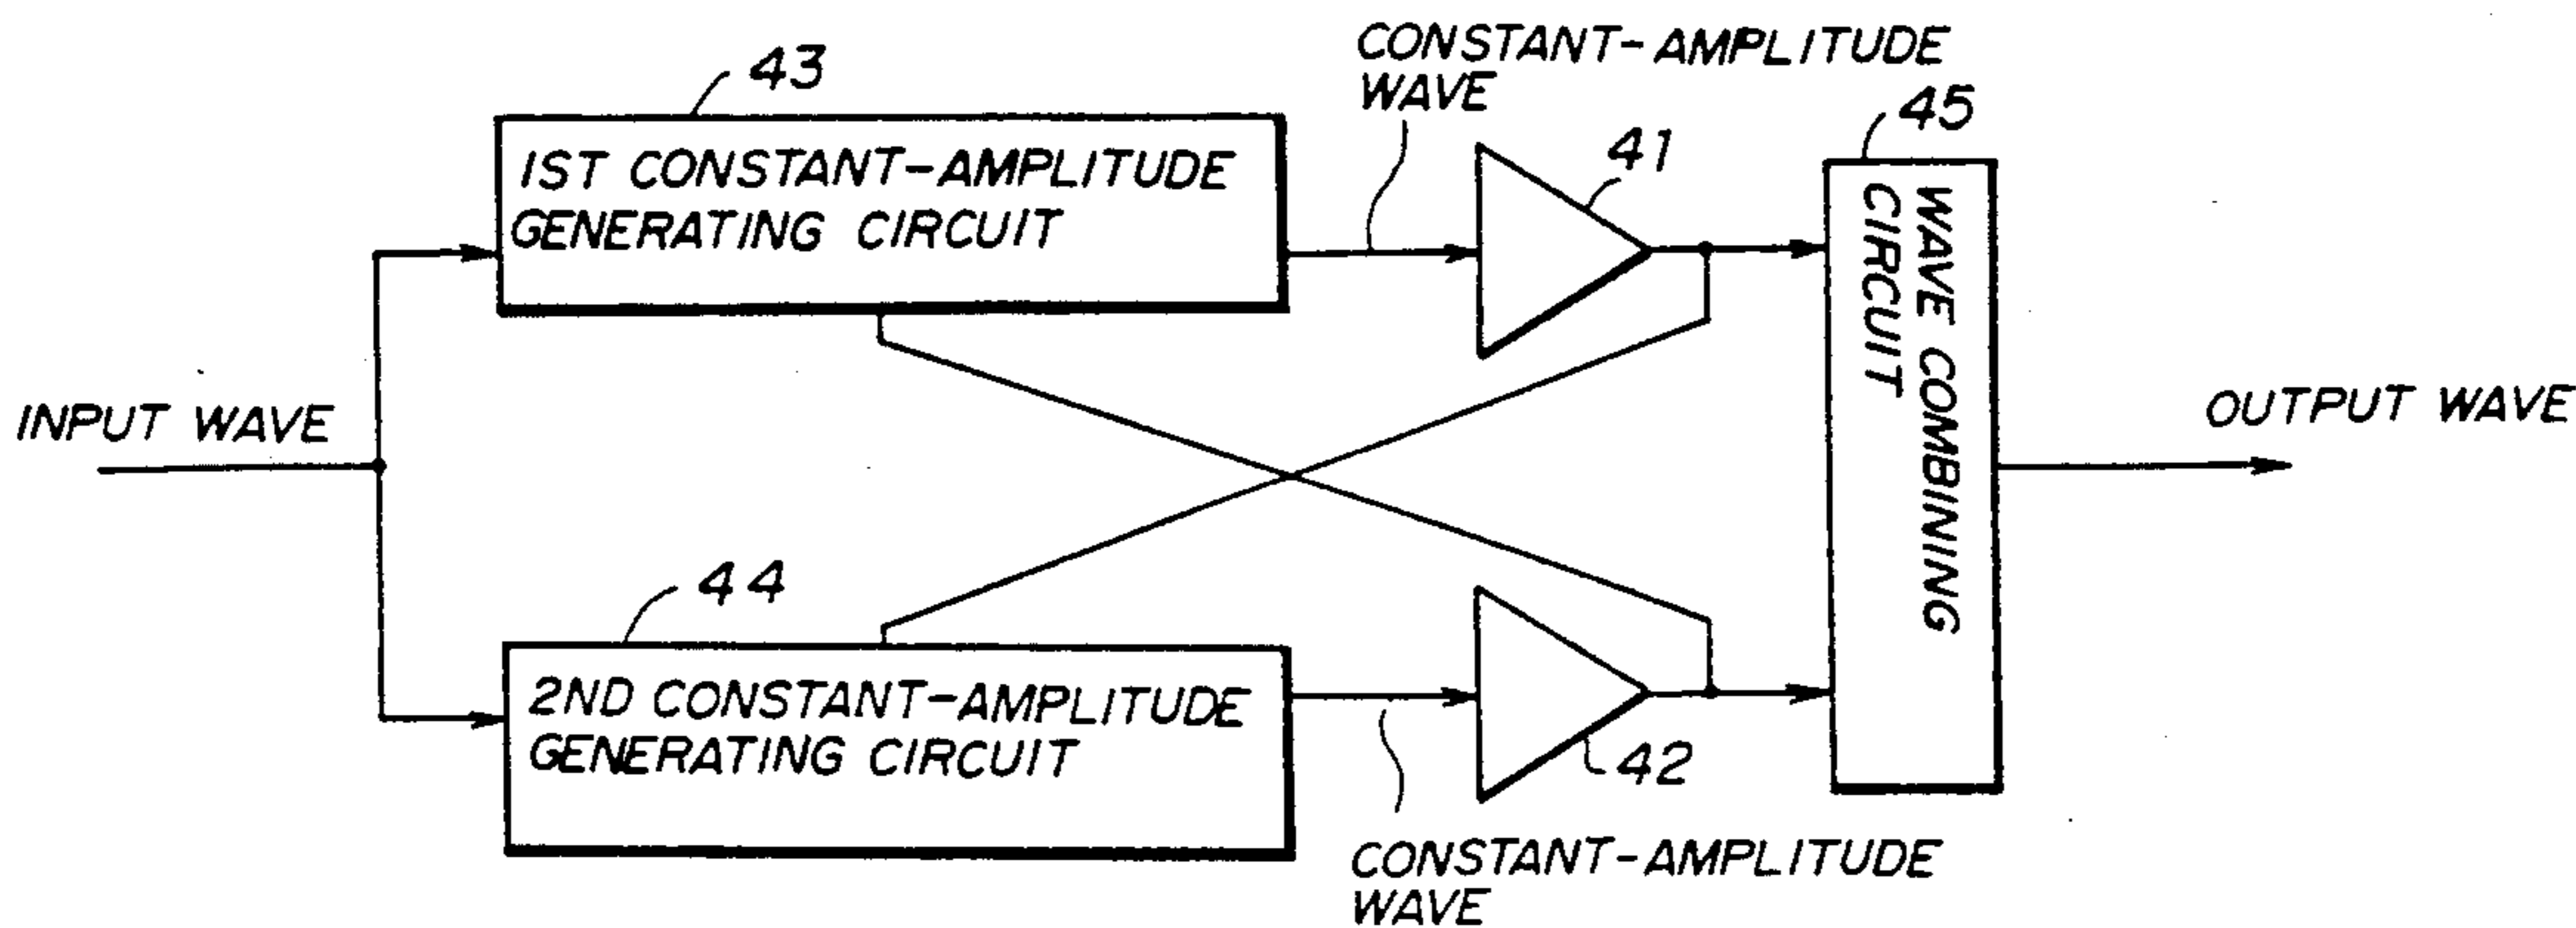 43
CONSTANT-AMPLITUDE
WAVE
45
1ST CONSTANT-AMPLITUDE
GENERATING CIRCUIT
41
WAVE COMBINING
CIRCUIT
INPUT WAVE
OUTPUT WAVE
44
2ND CONSTANT-AMPLITUDE
GENERATING CIRCUIT
42
CONSTANT-AMPLITUDE
WAVE